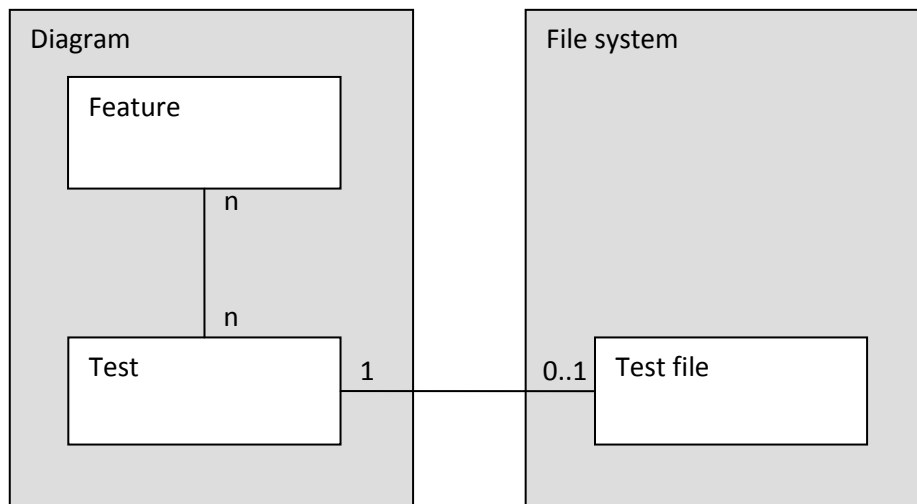 Diagram
File system
Feature
n
n
Test
1
0..1
Test file